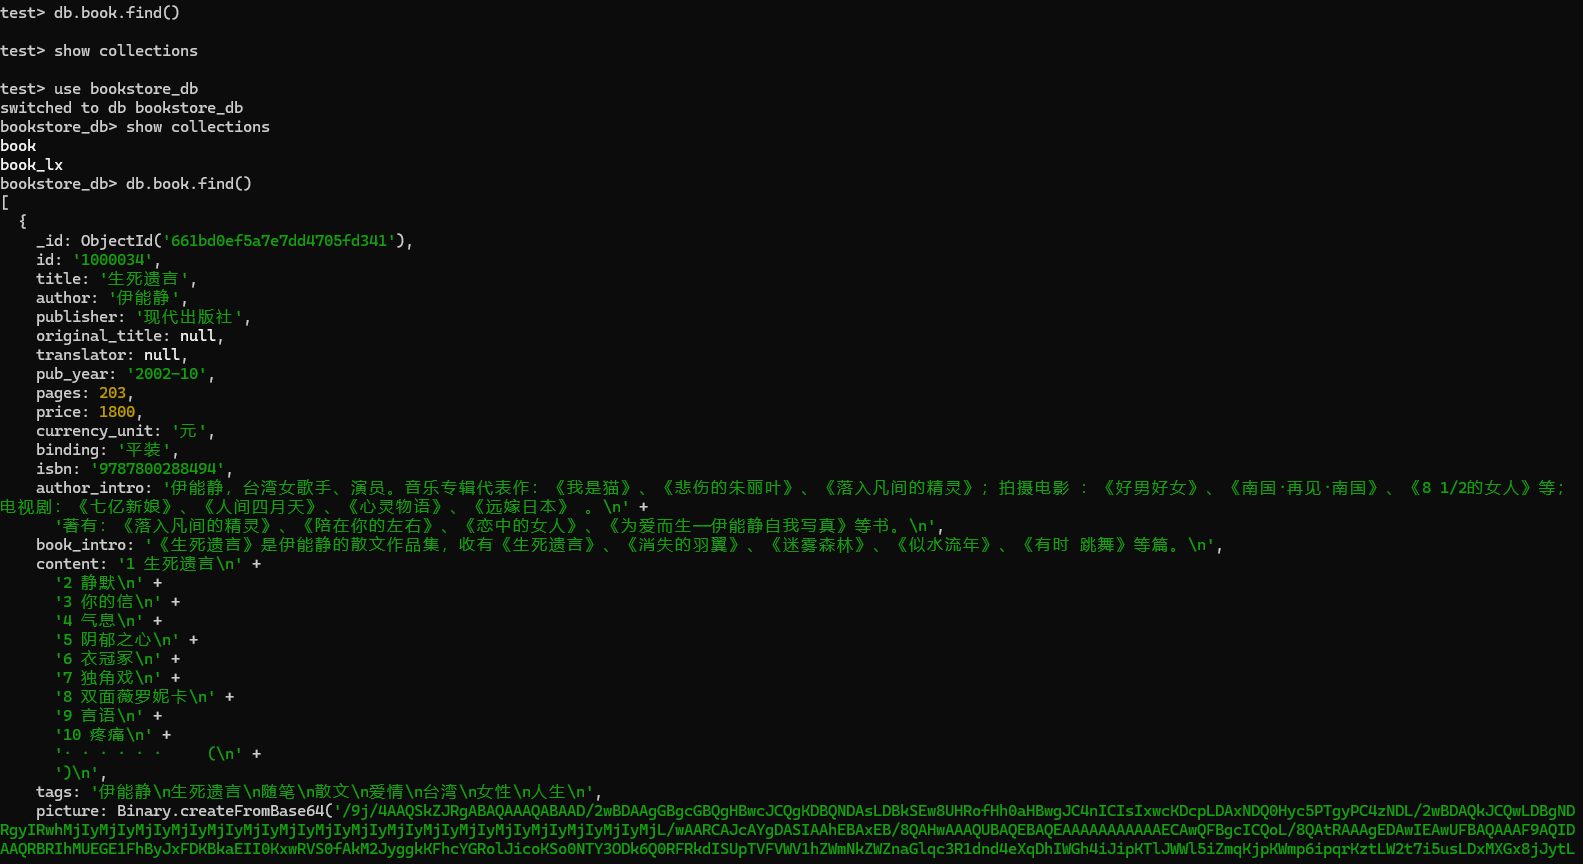 test> db.book.find()
test> show collections
test> use bookstore_db
switched to db bookstore_db
bookstore_db> show collections
book
book_lx
bookstore_db> db.book.find()
[
{
_id: ObjectId('661bd0ef5a7e7dd4705fd341'),
id: '1000034',
title: '生死遗言',
author: '伊能静',
publisher: '现代出版社',
original_title: null,
translator: null,
pub_year: '2002-10',
pages: 203,
price: 1800,
currency_unit: '元',
binding: '平装',
isbn: '9787800288494',
author_intro: '伊能静，台湾女歌手、演员。音乐专辑代表作：《我是猫》、《悲伤的朱丽叶》、《落入凡间的精灵》；拍摄电影 ：《好男好女》、《南国·再见·南国》、《8 1/2的女人》等；
电视剧：《七亿新娘》、《人间四月天》、《心灵物语》、《远嫁日本》 。\n' +
'著有：《落入凡间的精灵》、《陪在你的左右》、《恋中的女人》、《为爱而生——伊能静自我写真》等书。\n',
book_intro: '《生死遗言》是伊能静的散文作品集，收有《生死遗言》、《消失的羽翼》、《迷雾森林》、《似水流年》、《有时 跳舞》等篇。\n',
content: '1 生死遗言\n' +
'2 静默\n' +
'3 你的信\n' +
'4 气息\n' +
'5 阴郁之心\n' +
'6 衣冠冢\n' +
'7 独角戏\n' +
'8 双面薇罗妮卡\n' +
'9 言语\n' +
'10 疼痛\n' +
'· · · · · ·     (\n' +
')\n',
tags: '伊能静\n生死遗言\n随笔\n散文\n爱情\n台湾\n女性\n人生\n',
picture: Binary.createFromBase64('/9j/4AAQSkZJRgABAQAAAQABAAD/2wBDAAgGBgcGBQgHBwcJCQgKDBQNDAsLDBkSEw8UHRofHh0aHBwgJC4nICIsIxwcKDcpLDAxNDQ0Hyc5PTgyPC4zNDL/2wBDAQkJCQwLDBgND
RgyIRwhMjIyMjIyMjIyMjIyMjIyMjIyMjIyMjIyMjIyMjIyMjIyMjIyMjIyMjIyMjIyMjIyMjIyMjIyMjL/wAARCAJcAYgDASIAAhEBAxEB/8QAHwAAAQUBAQEBAQEAAAAAAAAAAAECAwQFBgcICQoL/8QAtRAAAgEDAwIEAwUFBAQAAAF9AQID
AAQRBRIhMUEGE1FhByJxFDKBkaEII0KxwRVS0fAkM2JyggkKFhcYGRolJicoKSo0NTY3ODk6Q0RFRkdISUpTVFVWV1hZWmNkZWZnaGlqc3R1dnd4eXqDhIWGh4iJipKTlJWWl5iZmqKjpKWmp6ipqrKztLW2t7i5usLDxMXGx8jJytL